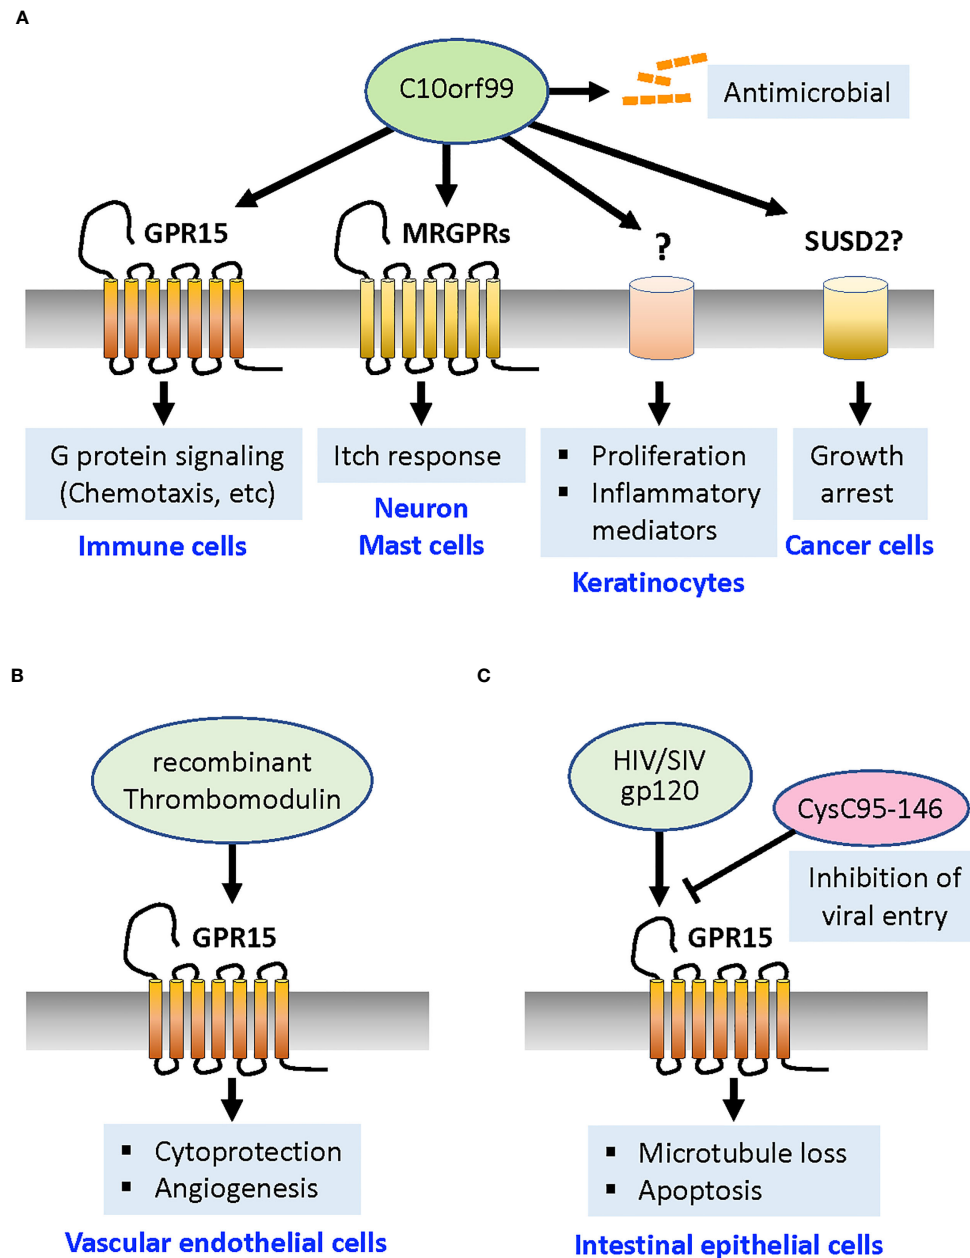 A
C10orf99
Antimicrobial
GPR15
MRGPRs
?
SUSD2?
G protein signaling
(Chemotaxis, etc)
Immune cells
Itch response
Neuron
Mast cells
▪ Proliferation
▪ Inflammatory
mediators
Keratinocytes
Growth
arrest
Cancer cells
B
recombinant
Thrombomodulin
GPR15
▪ Cytoprotection
▪ Angiogenesis
Vascular endothelial cells
C
HIV/SIV
gp120
CysC95-146
Inhibition of
viral entry
GPR15
▪ Microtubule loss
▪ Apoptosis
Intestinal epithelial cells